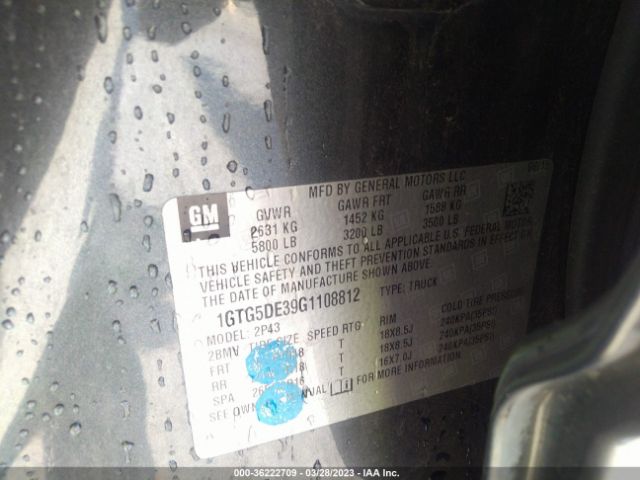 GM
MFD BY GENERAL MOTORS LLC
GVWR GAWR FRT GAWR RR
2631 KG 1452 KG 1588 KG
5800 LB 3200 LB 3500 LB
THIS VEHICLE CONFORMS TO ALL APPLICABLE U.S. FEDERAL MOTOR
VEHICLE SAFETY AND THEFT PREVENTION STANDARDS IN EFFECT ON
THE DATE OF MANUFACTURE SHOWN ABOVE.
1GTG5DE39G1108812 TYPE: TRUCK
MODEL: 2P43
2BMV TIRE SIZE SPEED RTG RIM COLD TIRE PRESSURE
FRT T 18X8.5J 240KPA(35PSI)
RR T 18X8.5J 240KPA(35PSI)
SPA T 16X7.0J 240KPA(35PSI)
SEE OWNER'S MANUAL FOR MORE INFORMATION.
000-36222709 - 03/28/2023 - IAA Inc.